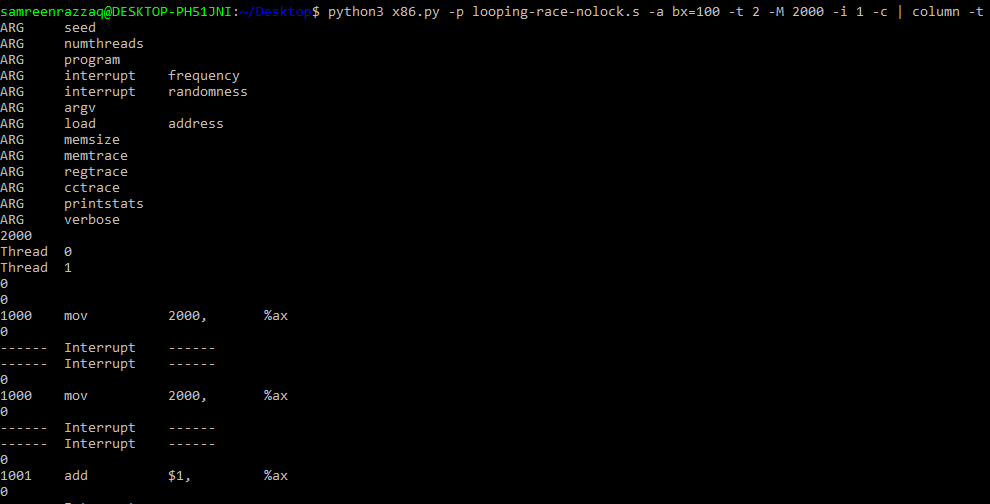 samreenrazzaq@DESKTOP-PH51JNI:~/Desktop$ python3 x86.py -p looping-race-nolock.s -a bx=100 -t 2 -M 2000 -i 1 -c | column -t
ARG seed
ARG numthreads
ARG program
ARG interrupt frequency
ARG interrupt randomness
ARG argv
ARG load address
ARG memsize
ARG memtrace
ARG regtrace
ARG cctrace
ARG printstats
ARG verbose
2000
Thread 0
Thread 1
0
0
1000 mov 2000, %ax
0
------ Interrupt ------
------ Interrupt ------
0
1000 mov 2000, %ax
0
------ Interrupt ------
------ Interrupt ------
0
1001 add $1, %ax
0